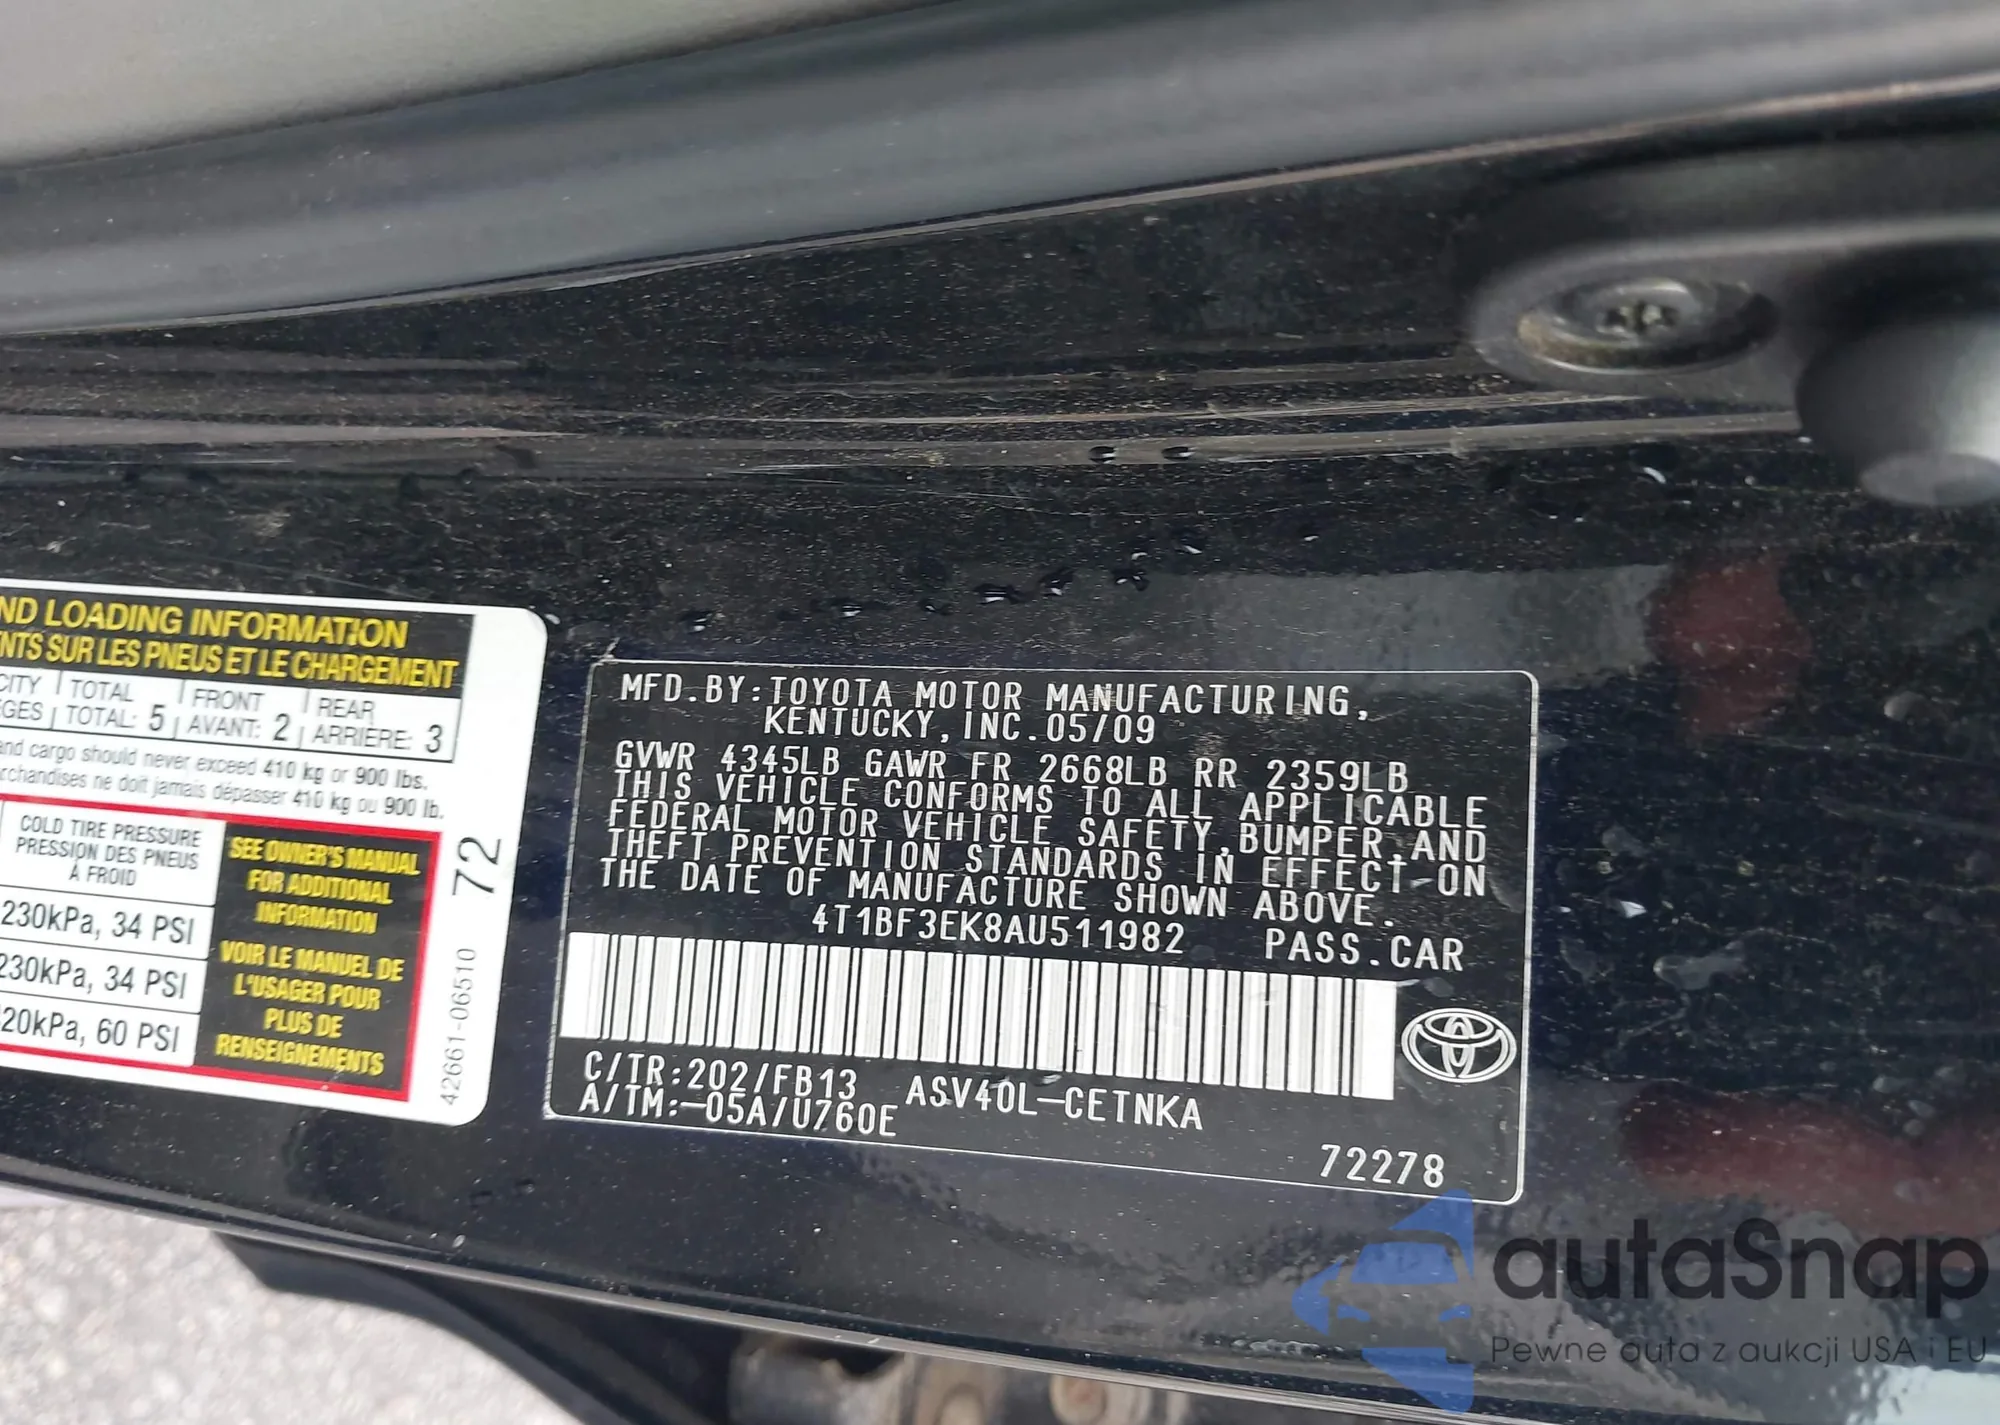 ND LOADING INFORMATION
ENTS SUR LES PNEUS ET LE CHARGEMENT
CITY TOTAL FRONT REAR
GES TOTAL: 5 AVANT: 2 ARRIÈRE: 3
and cargo should never exceed 410 kg or 900 lbs.
rchandises ne doit jamais dépasser 410 kg ou 900 lb.
COLD TIRE PRESSURE
PRESSION DES PNEUS
À FROID
230kPa, 34 PSI
230kPa, 34 PSI
20kPa, 60 PSI
SEE OWNER'S MANUAL
FOR ADDITIONAL
INFORMATION
VOIR LE MANUEL DE
L'USAGER POUR
PLUS DE
RENSEIGNEMENTS
42661-06510 72
MFD.BY:TOYOTA MOTOR MANUFACTURING,
KENTUCKY,INC.05/09
GVWR 4345LB GAWR FR 2668LB RR 2359LB
THIS VEHICLE CONFORMS TO ALL APPLICABLE
FEDERAL MOTOR VEHICLE SAFETY,BUMPER,AND
THEFT PREVENTION STANDARDS IN EFFECT ON
THE DATE OF MANUFACTURE SHOWN ABOVE.
4T1BF3EK8AU511982 PASS.CAR
C/TR:202/FB13 ASV40L-CETNKA
A/TM:-05A/U760E
72278
autaSnap
Pewne auta z aukcji USA i EU